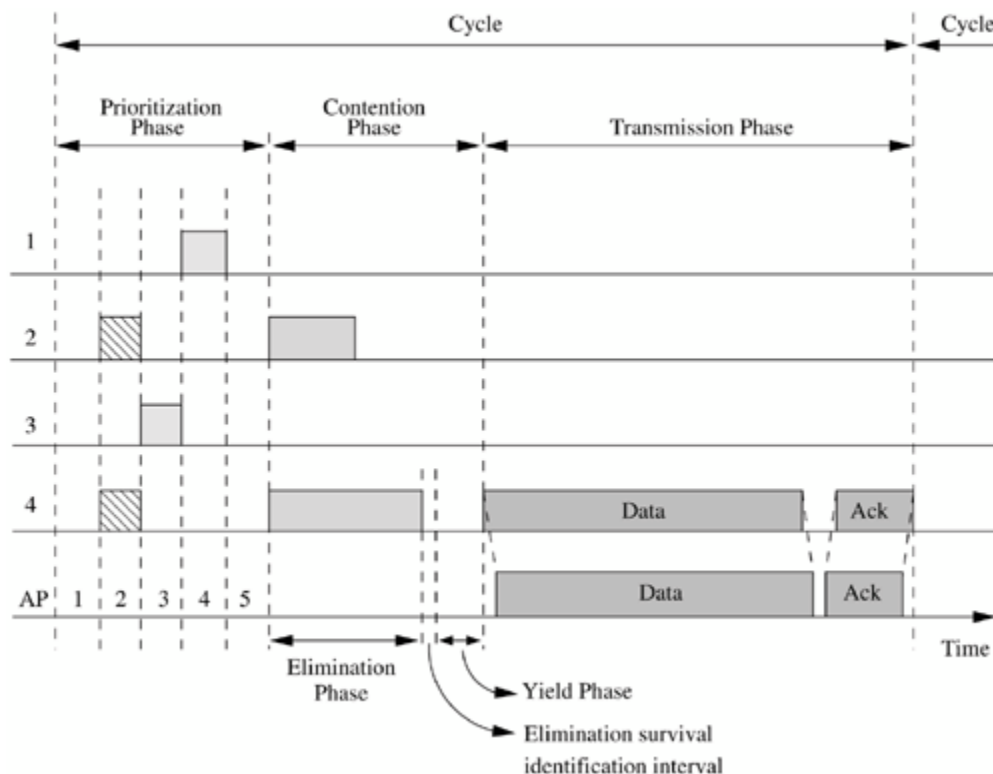 Cycle
Cycle
Prioritization
Phase
Contention
Phase
Transmission Phase
1
2
3
4
Data
Ack
AP
1
2
3
4
5
Data
Ack
Time
Elimination
Phase
Yield Phase
Elimination survival
identification interval